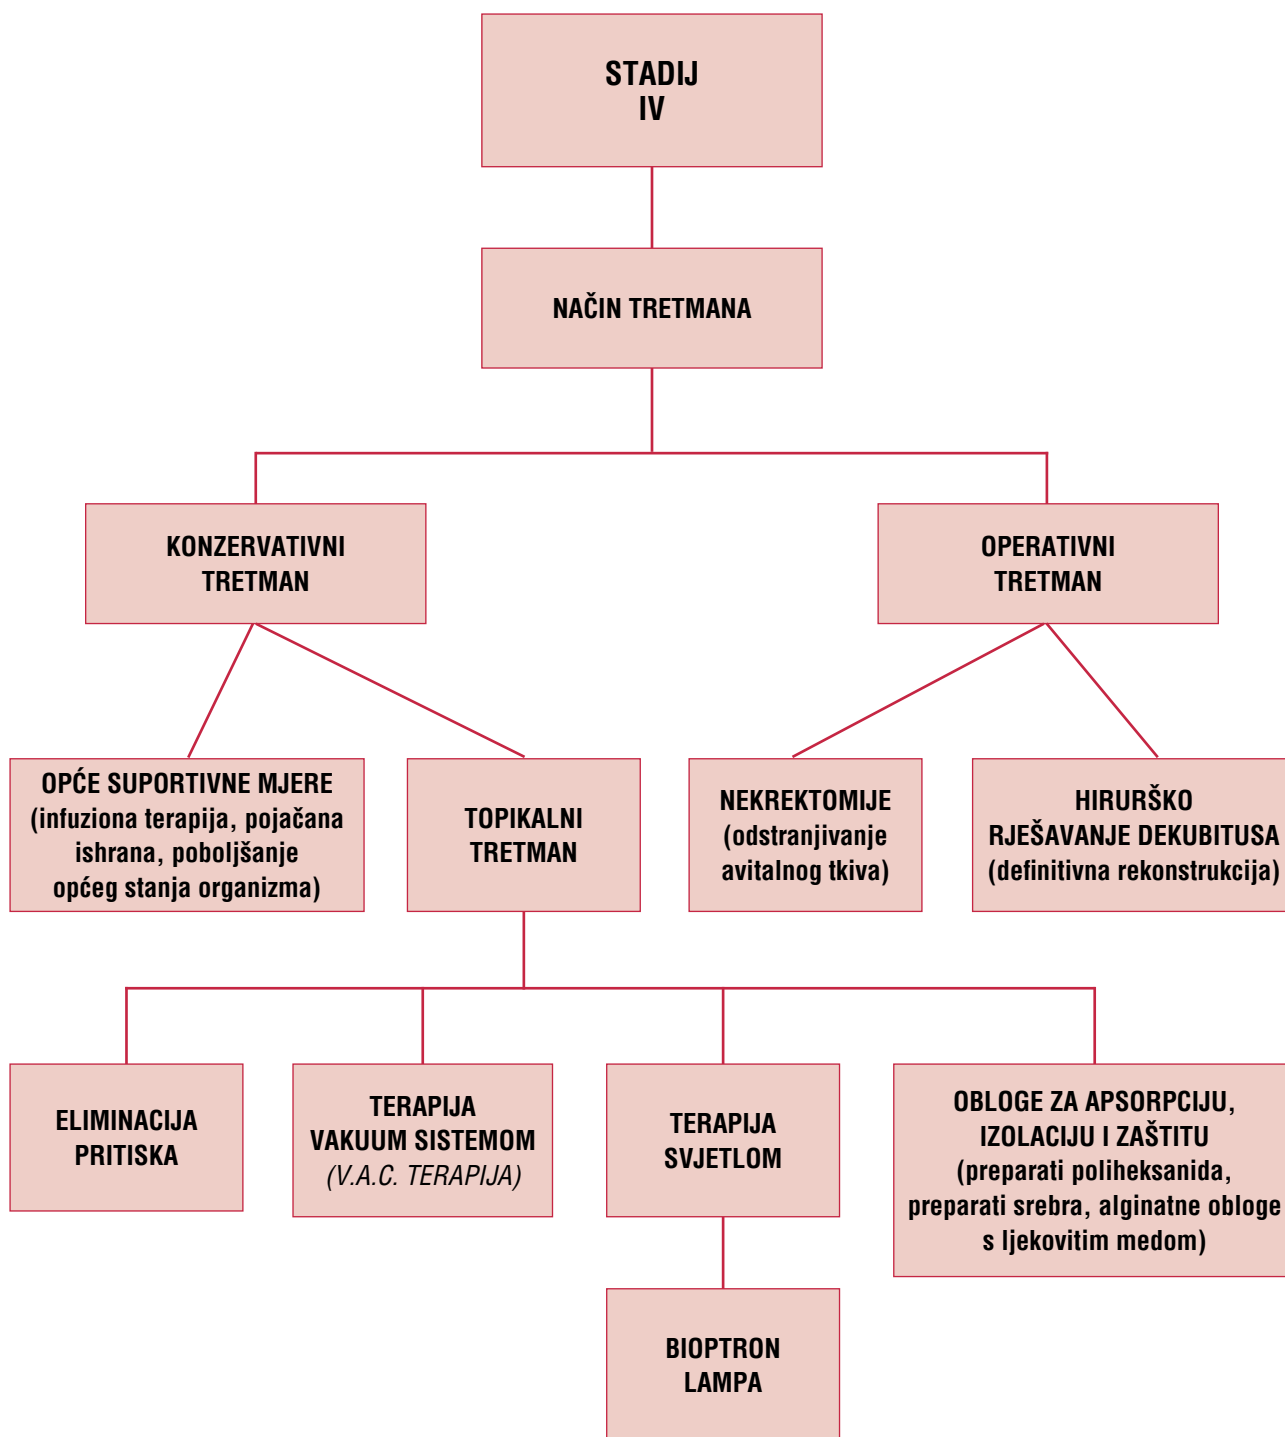 STADIJ
IV
NAČIN TRETMANA
KONZERVATIVNI
TRETMAN
OPERATIVNI
TRETMAN
OPĆE SUPORTIVNE MJERE
(infuziona terapija, pojačana
ishrana, poboljšanje
općeg stanja organizma)
TOPIKALNI
TRETMAN
NEKREKTOMIJE
(odstranjivanje
avitalnog tkiva)
HIRURŠKO
RJEŠAVANJE DEKUBITUSA
(definitivna rekonstrukcija)
ELIMINACIJA
PRITISKA
TERAPIJA
VAKUUM SISTEMOM
(V.A.C. TERAPIJA)
TERAPIJA
SVJETLOM
OBLOGE ZA APSORPCIJU,
IZOLACIJU I ZAŠTITU
(preparati poliheksanida,
preparati srebra, alginatne obloge
s ljekovitim medom)
BIOPTRON
LAMPA